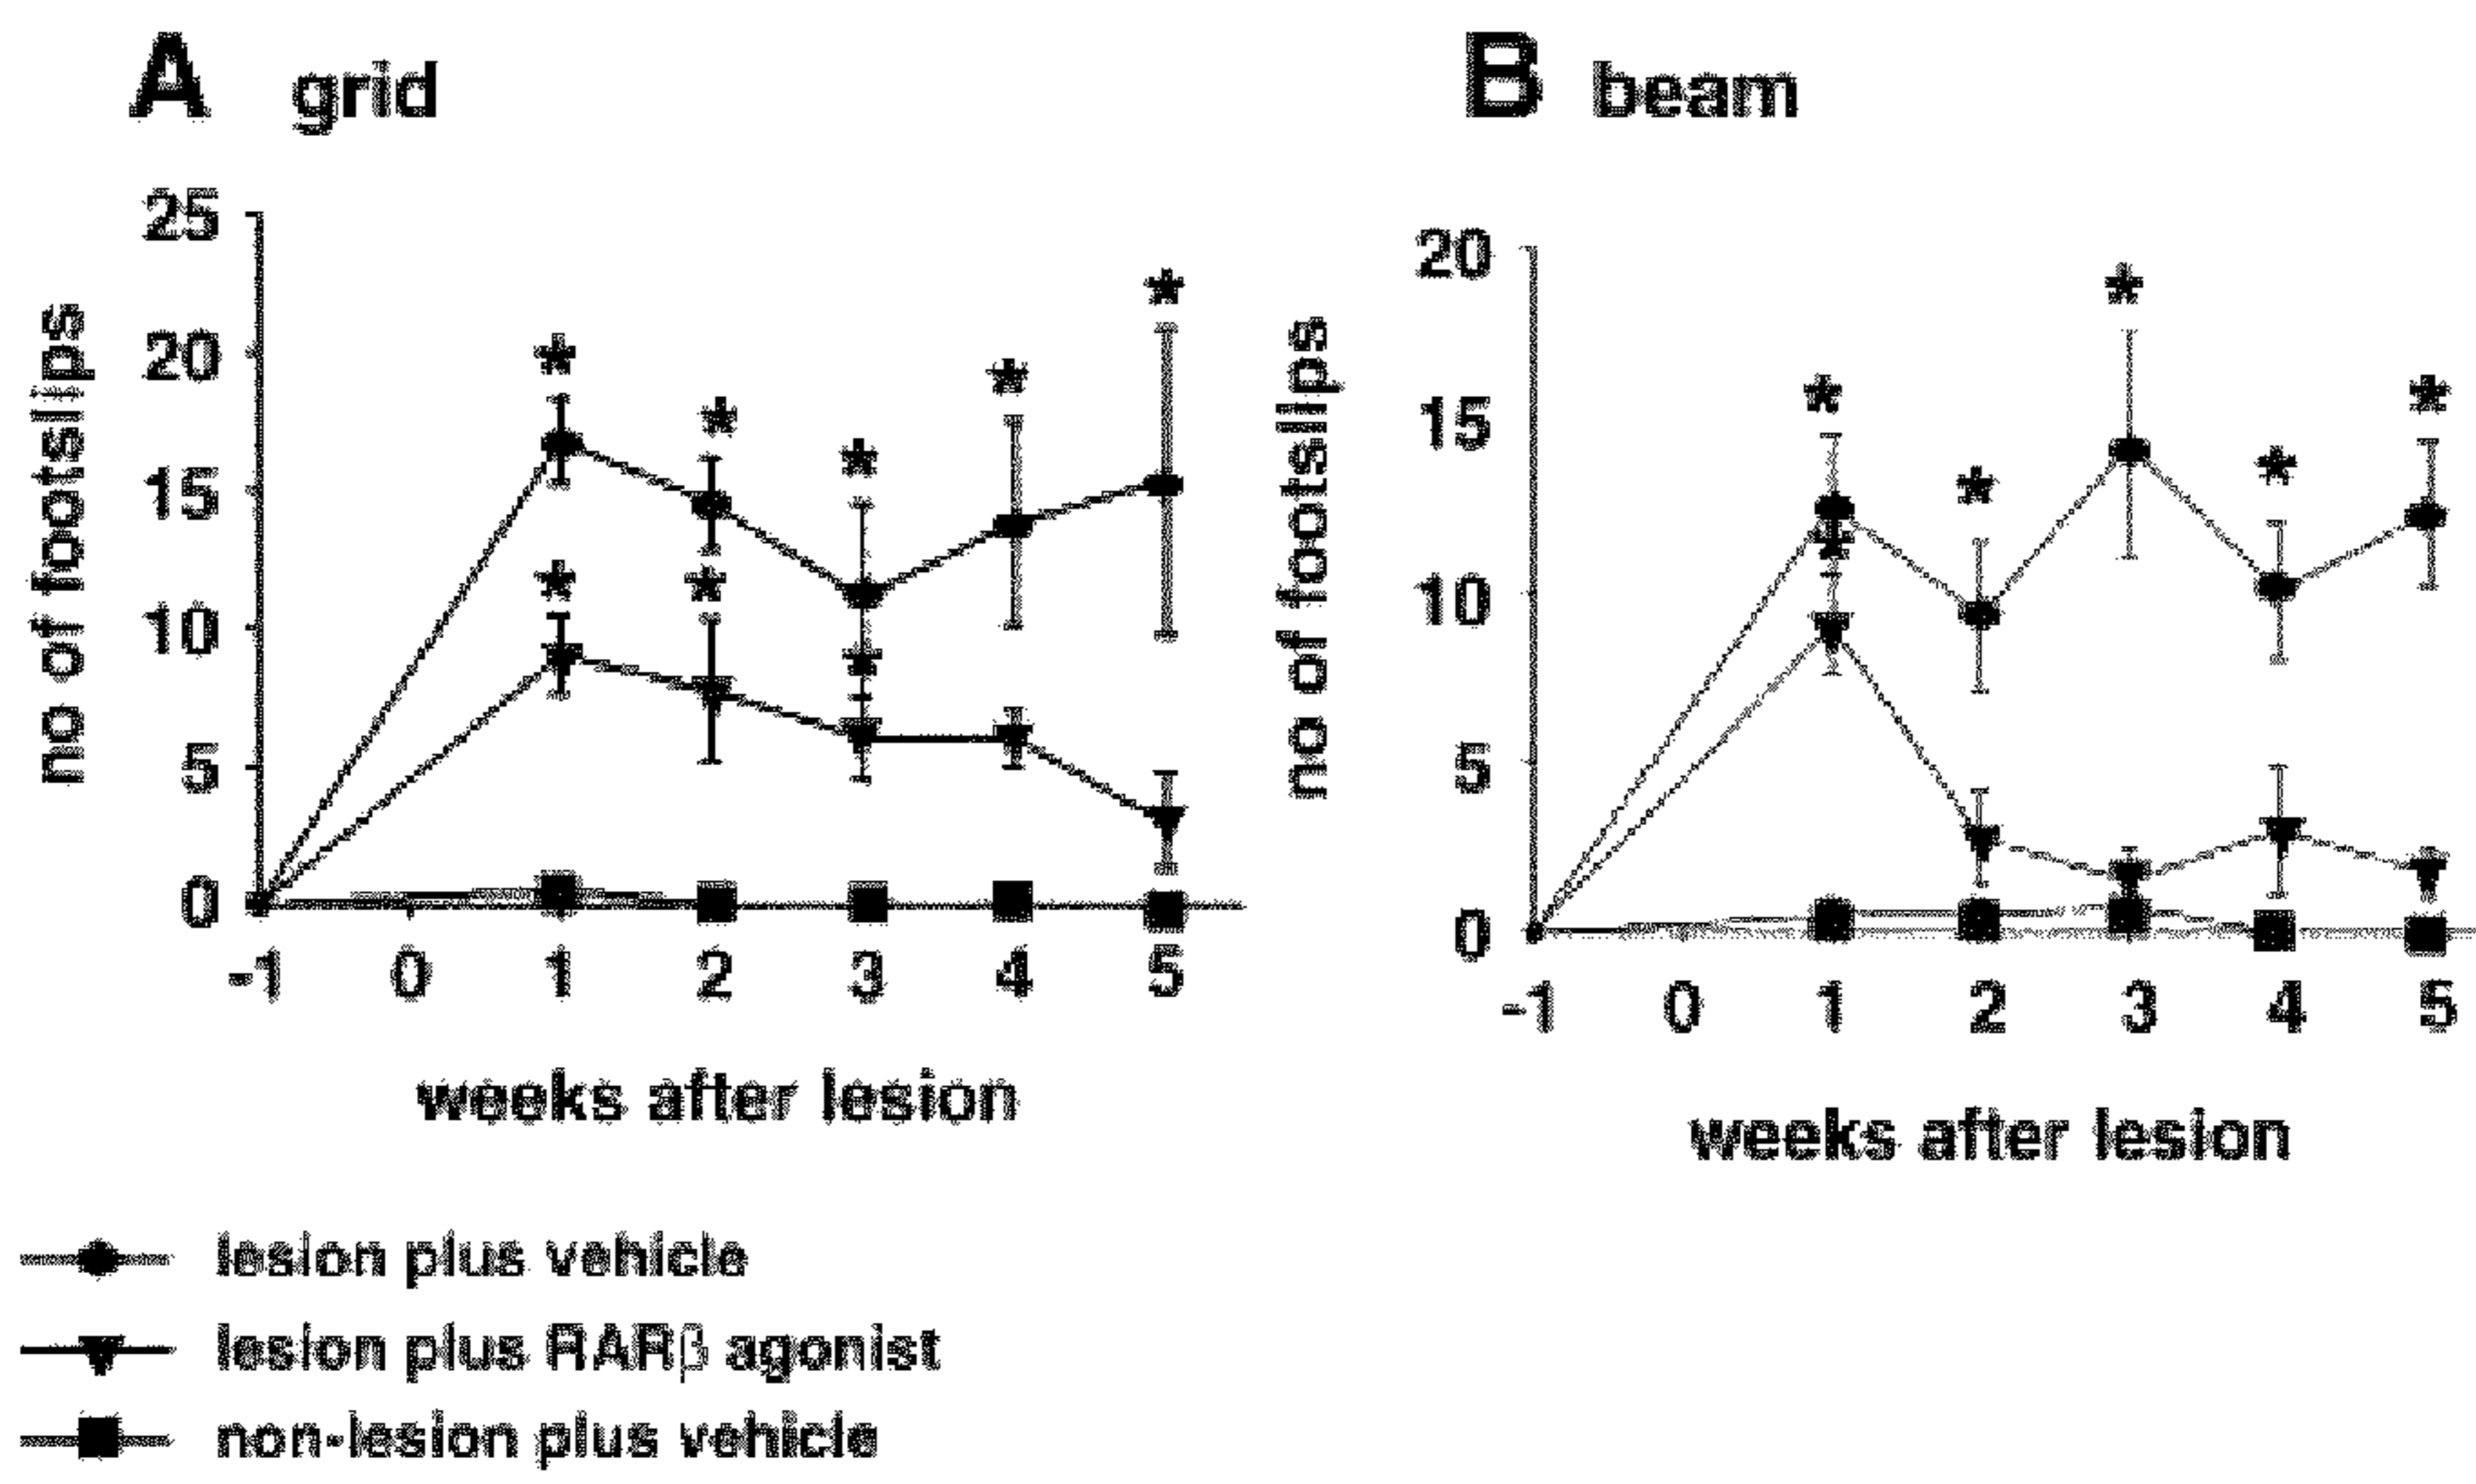 A grid
25
20
15
10
5
0
-1 0 1 2 3 4 5
no of footslips
weeks after lesion
B beam
20
15
10
5
0
-1 0 1 2 3 4 5
no of footslips
weeks after lesion
lesion plus vehicle
lesion plus RARβ agonist
non-lesion plus vehicle